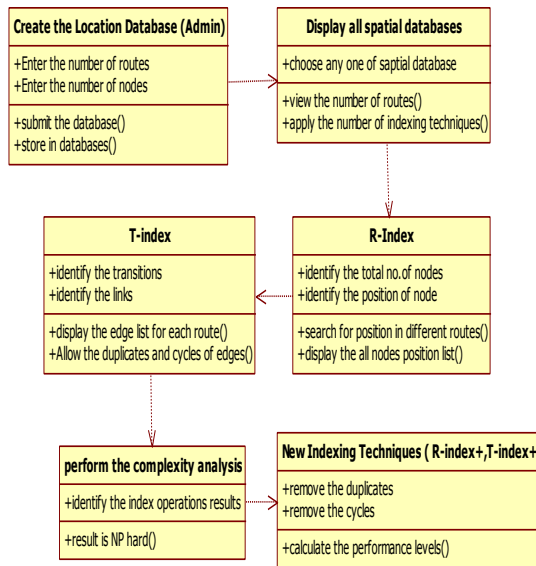 Create the Location Database (Admin)
+Enter the number of routes
+Enter the number of nodes
+submit the database()
+store in databases()
Display all spatial databases
+choose any one of saptial database
+view the number of routes()
+apply the number of indexing techniques()
T-index
+identify the transitions
+identify the links
+display the edge list for each route()
+Allow the duplicates and cycles of edges()
R-Index
+identify the total no.of nodes
+identify the position of node
+search for position in different routes()
+display the all nodes position list()
perform the complexity analysis
+identify the index operations results
+result is NP hard()
New Indexing Techniques ( R-index+,T-index+
+remove the duplicates
+remove the cycles
+calculate the performance levels()